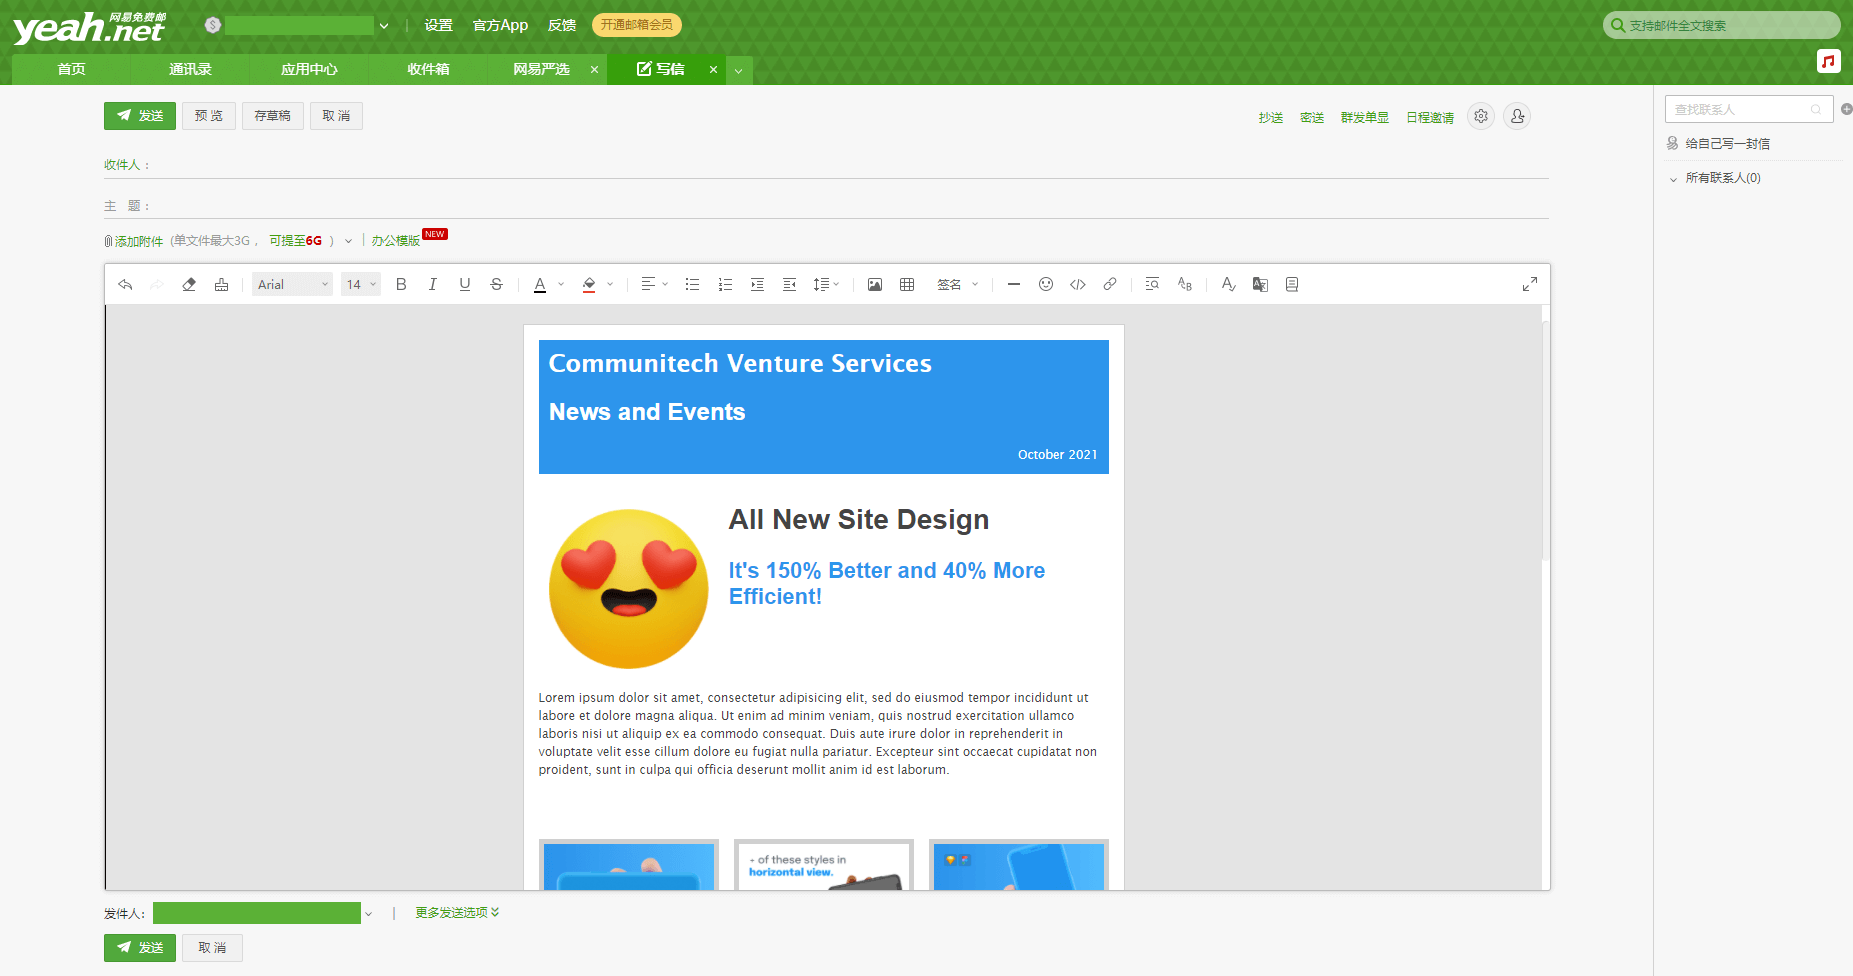 yeah.net 网易免费邮
设置 官方App 反馈 开通邮箱会员
支持邮件全文搜索
首页 通讯录 应用中心 收件箱 网易严选 写信
发送 预 览 存草稿 取 消
抄送 密送 群发单显 日程邀请
查找联系人
给自己写一封信
所有联系人(0)
收件人：
主 题：
添加附件 (单文件最大3G， 可提至6G ) 办公模版 NEW
Arial 14 B I U S A 签名
Communitech Venture Services
News and Events
October 2021
All New Site Design
It's 150% Better and 40% More
Efficient!
Lorem ipsum dolor sit amet, consectetur adipisicing elit, sed do eiusmod tempor incididunt ut
labore et dolore magna aliqua. Ut enim ad minim veniam, quis nostrud exercitation ullamco
laboris nisi ut aliquip ex ea commodo consequat. Duis aute irure dolor in reprehenderit in
voluptate velit esse cillum dolore eu fugiat nulla pariatur. Excepteur sint occaecat cupidatat non
proident, sunt in culpa qui officia deserunt mollit anim id est laborum.
+ of these styles in
horizontal view.
发件人： 更多发送选项
发送 取 消